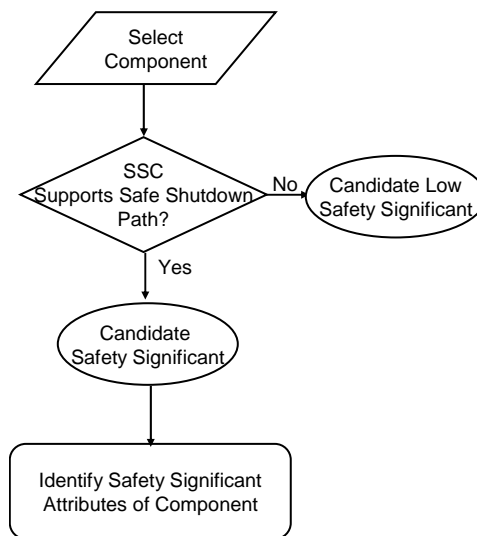 Select
Component
SSC
Supports Safe Shutdown
Path?
No
Candidate Low
Safety Significant
Yes
Candidate
Safety Significant
Identify Safety Significant
Attributes of Component